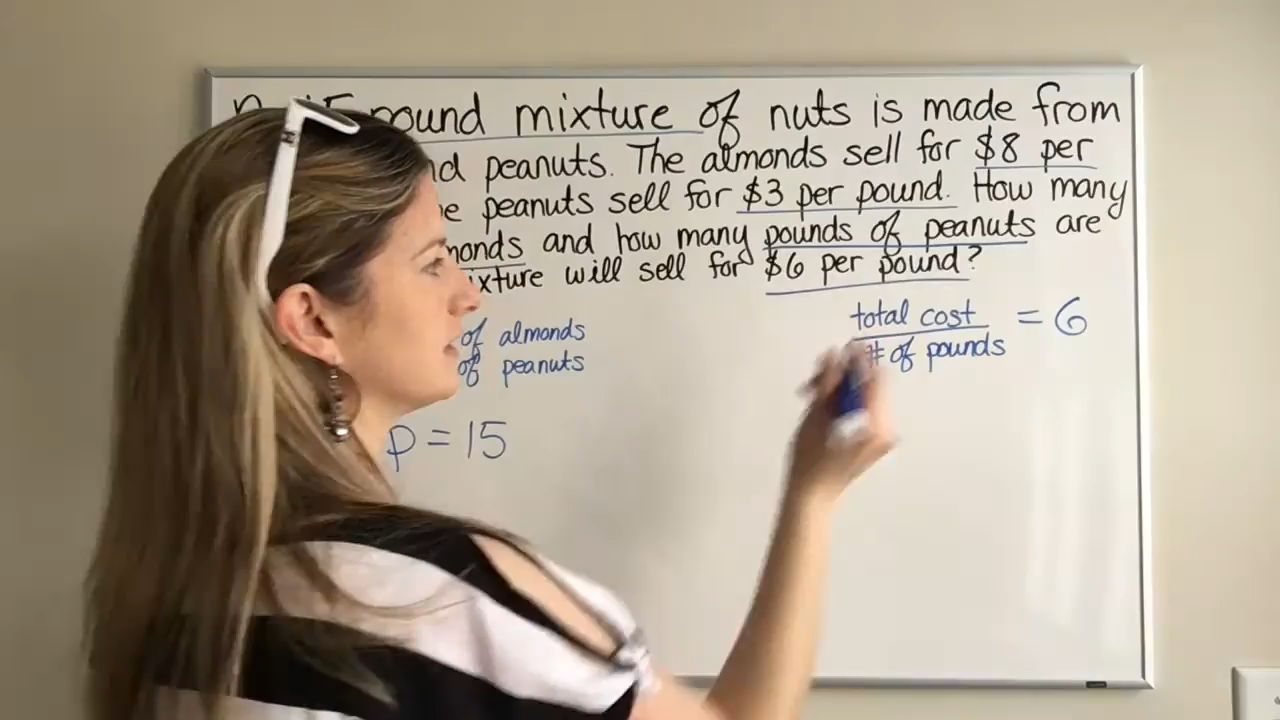 15 pound mixture of nuts is made from
nd peanuts. The almonds sell for $8 per
e peanuts sell for $3 per pound. How many
monds and how many pounds of peanuts are
xture will sell for $6 per pound?
total cost = 6
# of pounds
of almonds
of peanuts
p = 15